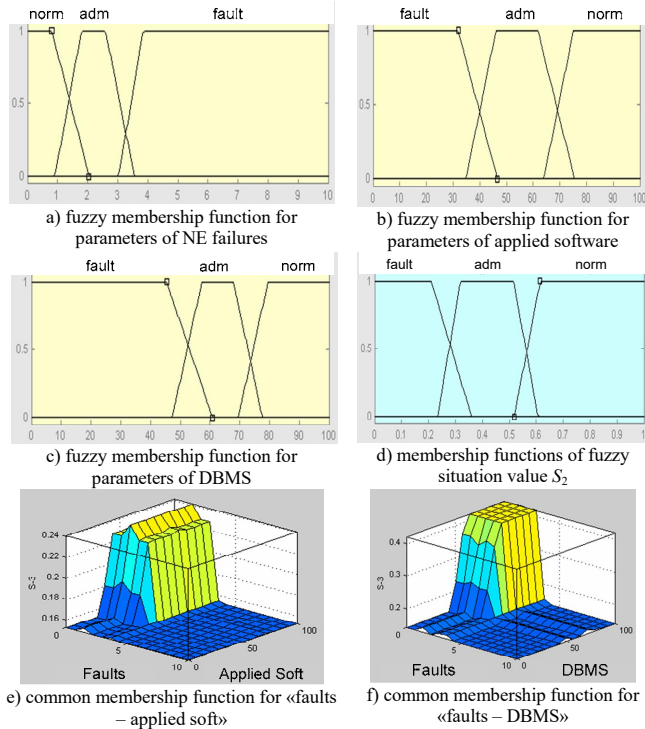 norm adm fault
1
0.5
0
0 1 2 3 4 5 6 7 8 9 10
a) fuzzy membership function for
parameters of NE failures
fault adm norm
1
0.5
0
0 10 20 30 40 50 60 70 80 90 100
b) fuzzy membership function for
parameters of applied software
fault adm norm
1
0.5
0
0 10 20 30 40 50 60 70 80 90 100
c) fuzzy membership function for
parameters of DBMS
fault adm norm
1
0.5
0
0 0.1 0.2 0.3 0.4 0.5 0.6 0.7 0.8 0.9 1
d) membership functions of fuzzy
situation value S2
0.24
0.22
0.2
0.18
0.16
S-3
0 5 10
0 50 100
Faults Applied Soft
e) common membership function for «faults
– applied soft»
0.4
0.3
0.2
S-3
0 5 10
0 50 100
Faults DBMS
f) common membership function for
«faults – DBMS»